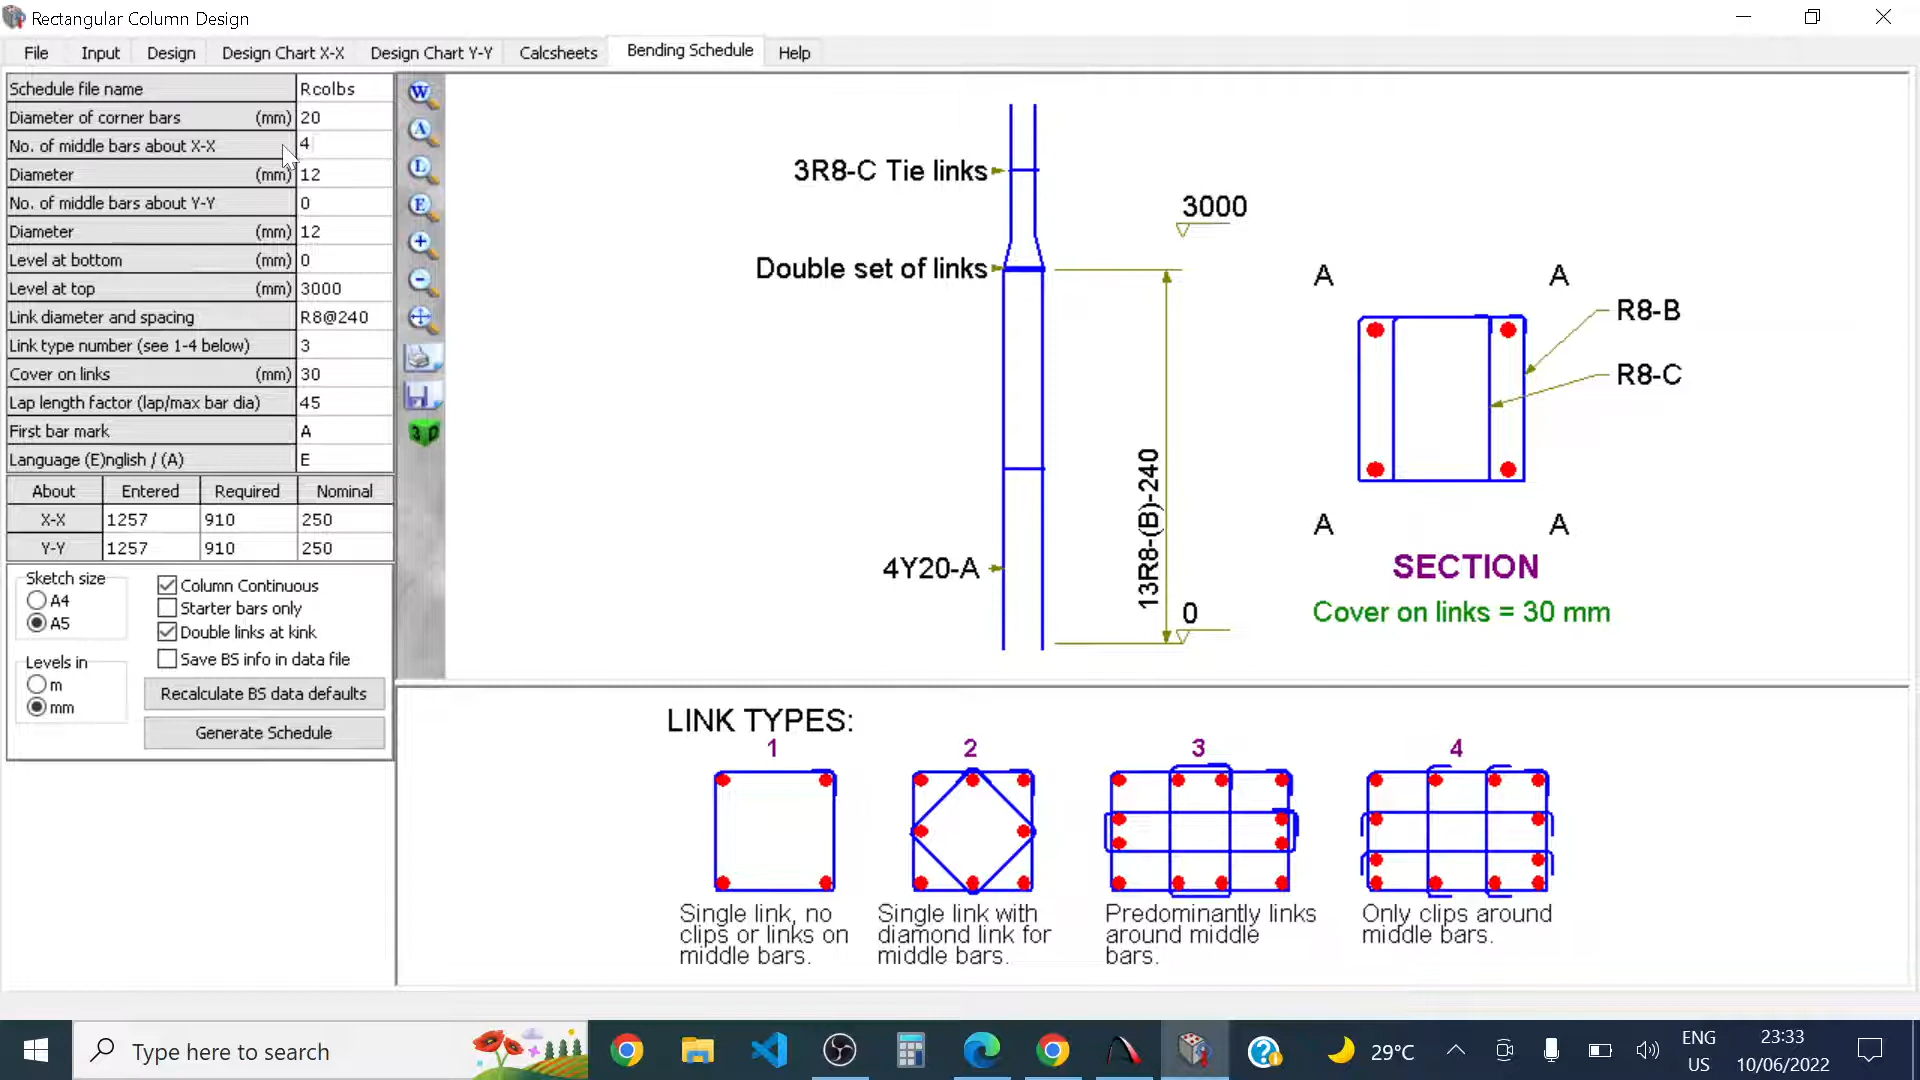 Rectangular Column Design
File Input Design Design Chart X-X Design Chart Y-Y Calcsheets Bending Schedule Help
Schedule file name Rcolbs
Diameter of corner bars (mm) 20
No. of middle bars about X-X 4
Diameter (mm) 12
No. of middle bars about Y-Y 0
Diameter (mm) 12
Level at bottom (mm) 0
Level at top (mm) 3000
Link diameter and spacing R8@240
Link type number (see 1-4 below) 3
Cover on links (mm) 30
Lap length factor (lap/max bar dia) 45
First bar mark A
Language (E)nglish / (A) E
About Entered Required Nominal
X-X 1257 910 250
Y-Y 1257 910 250
Sketch size
A4
A5
Column Continuous
Starter bars only
Double links at kink
Save BS info in data file
Levels in
m
mm
Recalculate BS data defaults
Generate Schedule
W
A
L
E
3D
3R8-C Tie links
Double set of links
4Y20-A
3000
13R8-(B)-240
0
A A
R8-B
R8-C
A A
SECTION
Cover on links = 30 mm
LINK TYPES:
1 2 3 4
Single link, no
clips or links on
middle bars.
Single link with
diamond link for
middle bars.
Predominantly links
around middle
bars.
Only clips around
middle bars.
Type here to search
29°C
ENG
US
23:33
10/06/2022